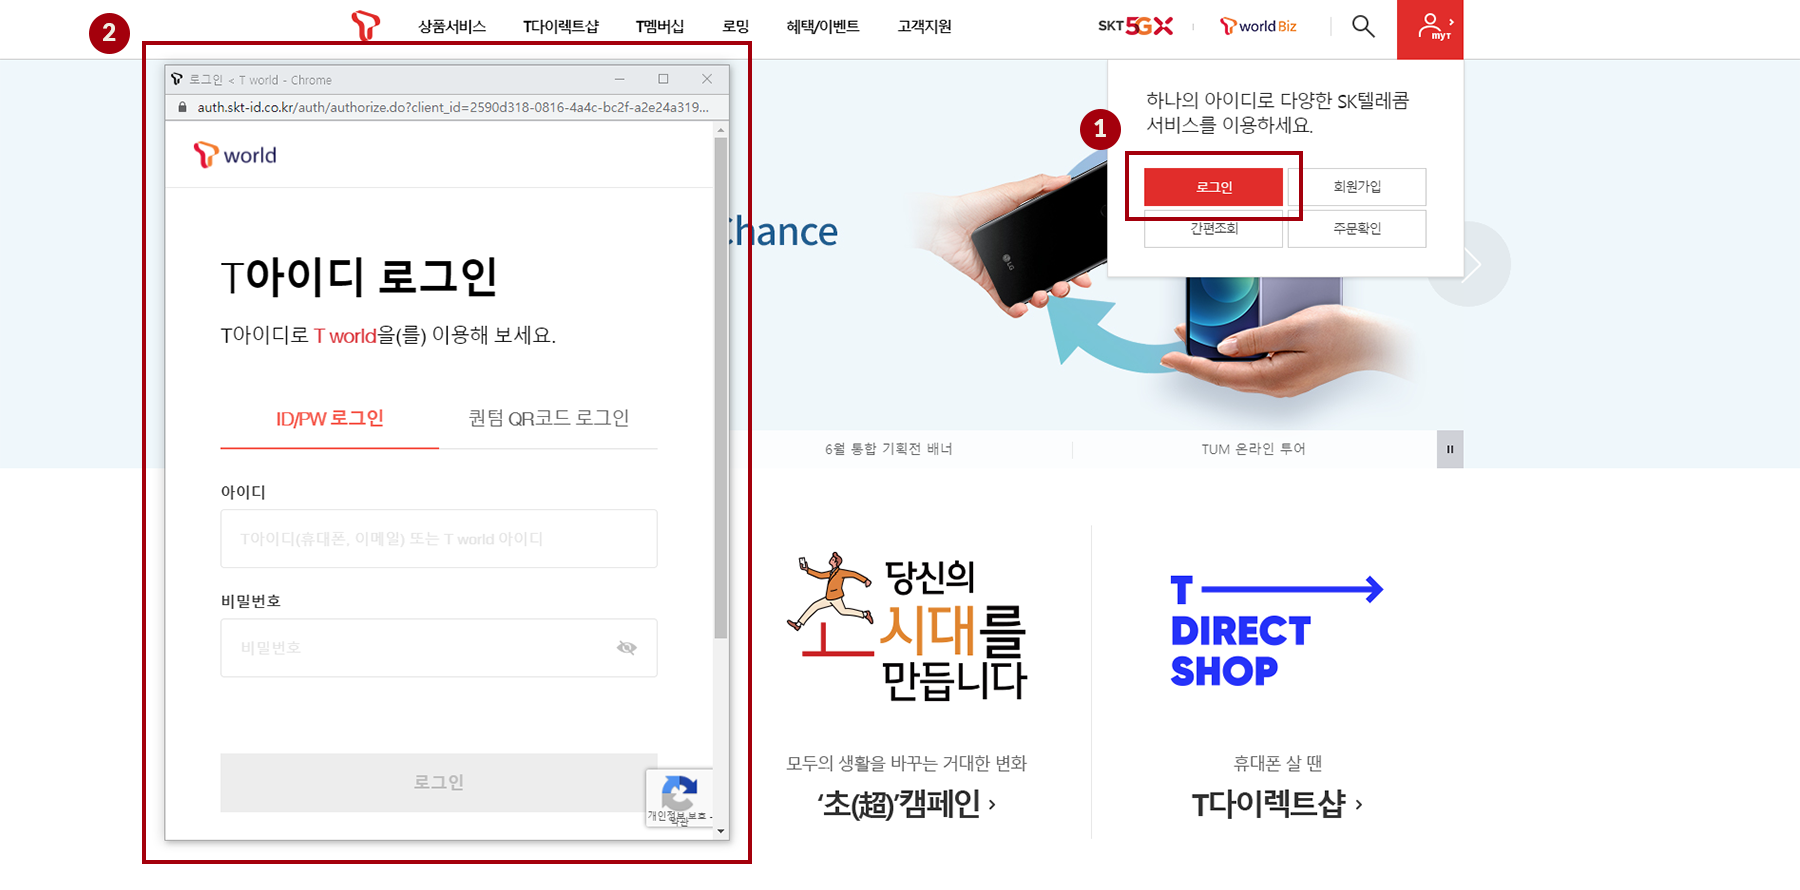 2
상품서비스 T다이렉트샵 T멤버십 로밍 혜택/이벤트 고객지원 SKT 5GX T world Biz myT
로그인 < T world - Chrome
auth.skt-id.co.kr/auth/authorize.do?client_id=2590d318-0816-4a4c-bc2f-a2e24a319...
T world
T아이디 로그인
T아이디로 T world을(를) 이용해 보세요.
ID/PW 로그인 퀀텀 QR코드 로그인
아이디
T아이디(휴대폰, 이메일) 또는 T world 아이디
비밀번호
비밀번호
로그인
개인정보 보호 -
약관
1
하나의 아이디로 다양한 SK텔레콤
서비스를 이용하세요.
로그인 회원가입
간편조회 주문확인
Chance
LG
6월 통합 기획전 배너 TUM 온라인 투어
당신의
시대를
만듭니다
모두의 생활을 바꾸는 거대한 변화
‘초(超)’캠페인 ›
T
DIRECT
SHOP
휴대폰 살 땐
T다이렉트샵 ›